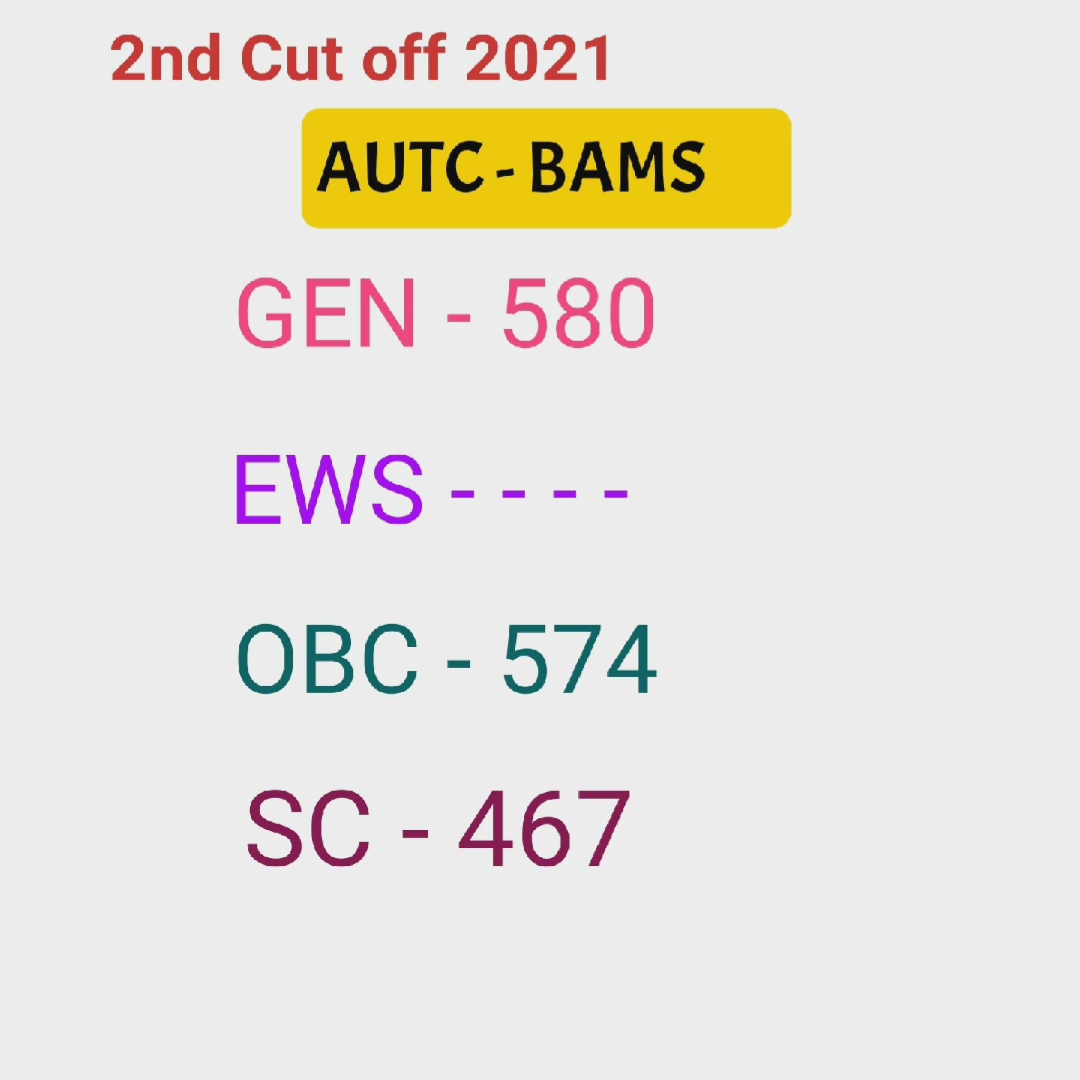 2nd Cut off 2021
AUTC - BAMS
GEN - 580
EWS - - - -
OBC - 574
SC - 467